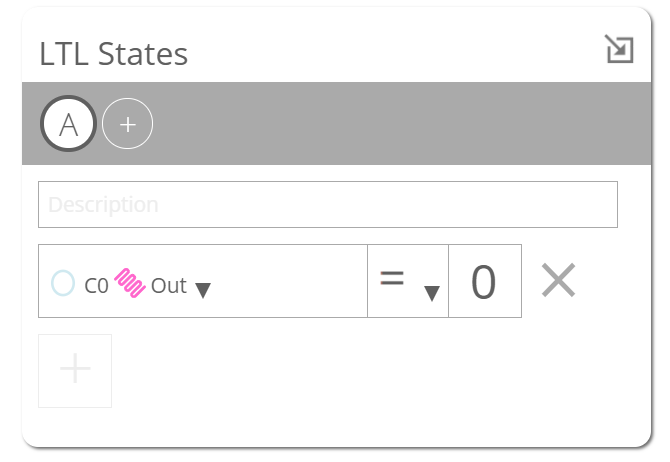 LTL States
A +
Description
C0 Out = 0
+